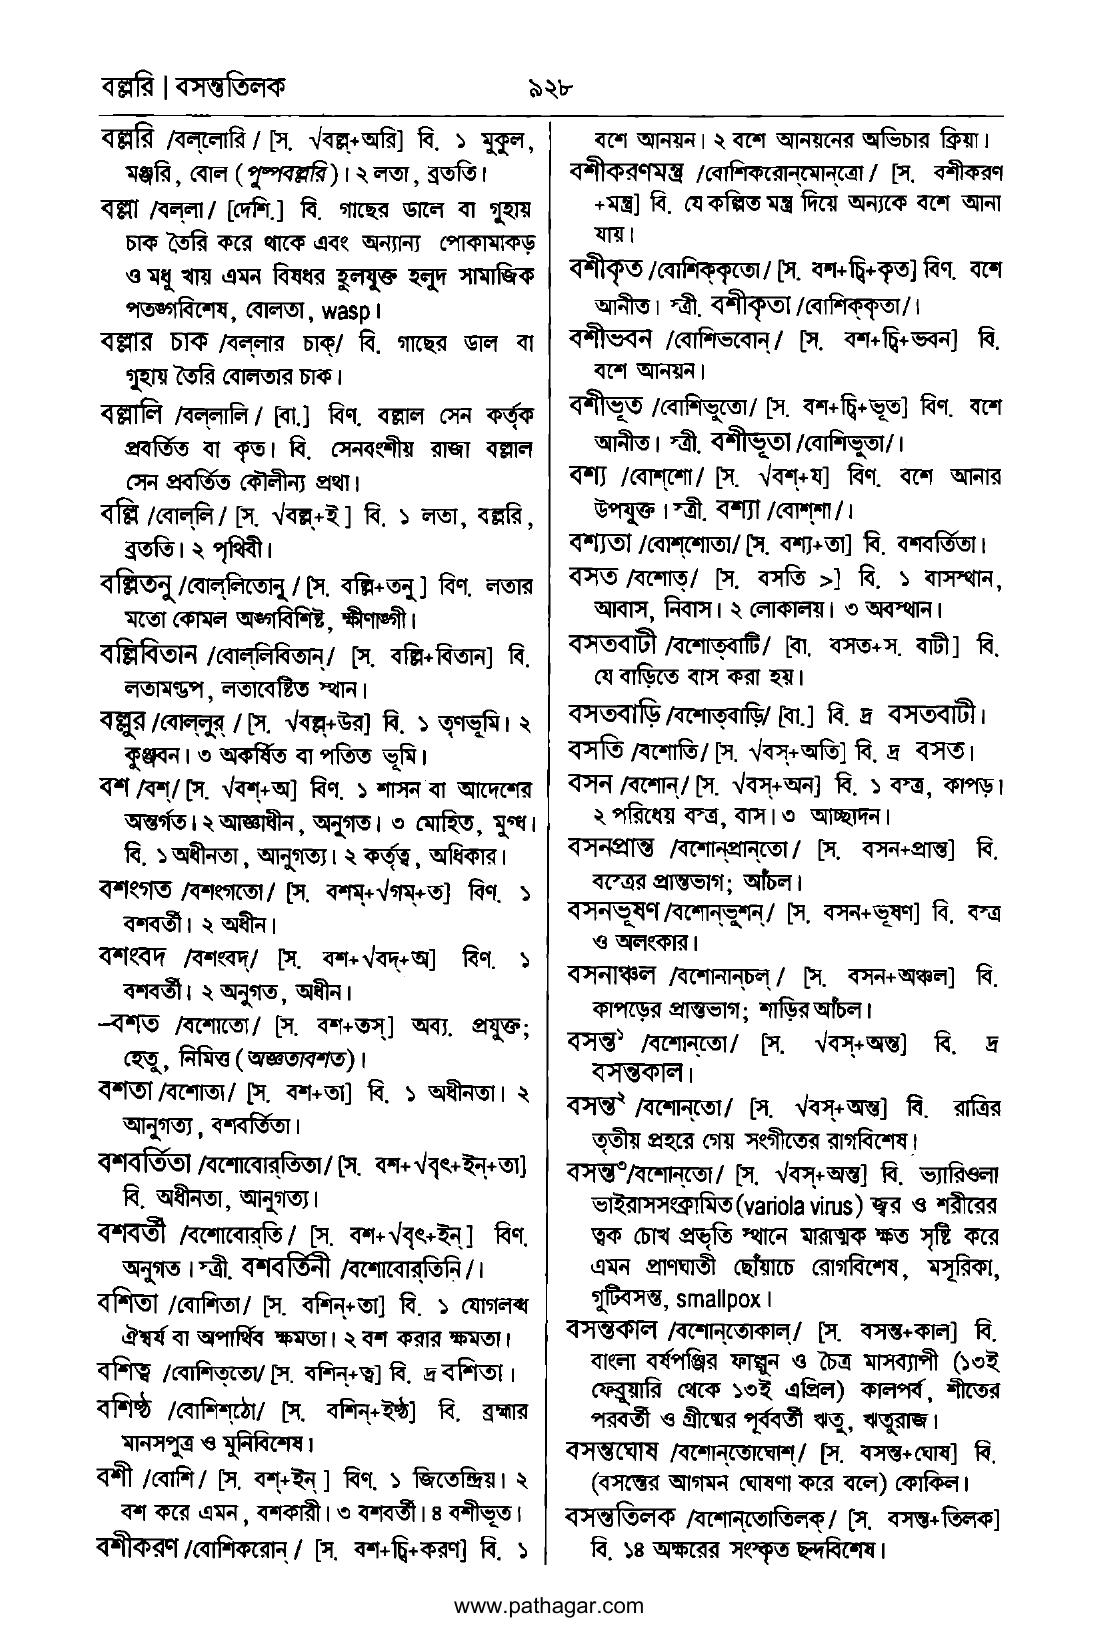 বল্লরি | বসন্ততিলক
৯২৮
বল্লরি /বল্‌লোরি / [স. √বল্ল+অরি] বি. ১ মুকুল,
মঞ্জরি, বোল (পুষ্পবল্লরি)। ২ লতা, ব্রততি।
বল্লা /বল্‌লা/ [দেশি.] বি. গাছের ডালে বা গুহায়
চাক তৈরি করে থাকে এবং অন্যান্য পোকামাকড়
ও মধু খায় এমন বিষধর হুলযুক্ত হলুদ সামাজিক
পতঙ্গবিশেষ, বোলতা, wasp।
বল্লার চাক /বল্‌লার চাক্/ বি. গাছের ডাল বা
গুহায় তৈরি বোলতার চাক।
বল্লালি /বল্‌লালি / [বা.] বিণ. বল্লাল সেন কর্তৃক
প্রবর্তিত বা কৃত। বি. সেনবংশীয় রাজা বল্লাল
সেন প্রবর্তিত কৌলীন্য প্রথা।
বল্লি /বোল্‌লি / [স. √বল্ল্+ই ] বি. ১ লতা, বল্লরি,
ব্রততি। ২ পৃথিবী।
বল্লিতনু /বোল্‌লিতোনু / [স. বল্লি+তনু ] বিণ. লতার
মতো কোমল অঙ্গবিশিষ্ট, ক্ষীণাঙ্গী।
বল্লিবিতান /বোল্‌লিবিতান্/ [স. বল্লি+বিতান] বি.
লতামণ্ডপ, লতাবেষ্টিত স্থান।
বল্লুর /বোল্‌লুর্ / [স. √বল্ল+উর] বি. ১ তৃণভূমি। ২
কুঞ্জবন। ৩ অকর্ষিত বা পতিত ভূমি।
বশ /বশ্/ [স. √বশ্+অ] বিণ. ১ শাসন বা আদেশের
অন্তর্গত। ২ আজ্ঞাধীন, অনুগত। ৩ মোহিত, মুগ্ধ।
বি. ১ অধীনতা, আনুগত্য। ২ কর্তৃত্ব, অধিকার।
বশংগত /বশংগতো/ [স. বশম্+√গম্+ত] বিণ. ১
বশবর্তী। ২ অধীন।
বশংবদ /বশংবদ্/ [স. বশ+√বদ্+অ] বিণ. ১
বশবর্তী। ২ অনুগত, অধীন।
–বশত /বশোতো/ [স. বশ+তস্] অব্য. প্রযুক্ত;
হেতু, নিমিত্ত (অজ্ঞতাবশত)।
বশতা /বশোতা/ [স. বশ+তা] বি. ১ অধীনতা। ২
আনুগত্য, বশবর্তিতা।
বশবর্তিতা /বশোবোর্‌তিতা/ [স. বশ+√বৃৎ+ইন্+তা]
বি. অধীনতা, আনুগত্য।
বশবর্তী /বশোবোর্‌তি / [স. বশ+√বৃৎ+ইন্ ] বিণ.
অনুগত। স্ত্রী. বশবর্তিনী /বশোবোর্‌তিনি /।
বশিতা /বোশিতা/ [স. বশিন্+তা] বি. ১ যোগলব্ধ
ঐশ্বর্য বা অপার্থিব ক্ষমতা। ২ বশ করার ক্ষমতা।
বশিত্ব /বোশিত্‌তো/ [স. বশিন্+ত্ব] বি. দ্র বশিতা।
বশিষ্ঠ /বোশিশ্‌ঠো/ [স. বশিন্+ইষ্ঠ] বি. ব্রহ্মার
মানসপুত্র ও মুনিবিশেষ।
বশী /বোশি / [স. বশ্+ইন্ ] বিণ. ১ জিতেন্দ্রিয়। ২
বশ করে এমন, বশকারী। ৩ বশবর্তী। ৪ বশীভূত।
বশীকরণ /বোশিকরোন্ / [স. বশ+চ্বি+করণ] বি. ১
বশে আনয়ন। ২ বশে আনয়নের অভিচার ক্রিয়া।
বশীকরণমন্ত্র /বোশিকরোন্‌মোন্‌ত্রো / [স. বশীকরণ
+মন্ত্র] বি. যে কল্পিত মন্ত্র দিয়ে অন্যকে বশে আনা
যায়।
বশীকৃত /বোশিক্‌কৃতো/ [স. বশ+চ্বি+কৃত] বিণ. বশে
আনীত। স্ত্রী. বশীকৃতা /বোশিক্‌কৃতা/।
বশীভবন /বোশিভবোন্ / [স. বশ+চ্বি+ভবন] বি.
বশে আনয়ন।
বশীভূত /বোশিভুতো/ [স. বশ+চ্বি+ভূত] বিণ. বশে
আনীত। স্ত্রী. বশীভূতা /বোশিভুতা/।
বশ্য /বোশ্‌শো/ [স. √বশ্+য] বিণ. বশে আনার
উপযুক্ত। স্ত্রী. বশ্যা /বোশ্‌শা/।
বশ্যতা /বোশ্‌শোতা/ [স. বশ্য+তা] বি. বশবর্তিতা।
বসত /বশোত্/ [স. বসতি >] বি. ১ বাসস্থান,
আবাস, নিবাস। ২ লোকালয়। ৩ অবস্থান।
বসতবাটী /বশোত্‌বাটি/ [বা. বসত+স. বাটী] বি.
যে বাড়িতে বাস করা হয়।
বসতবাড়ি /বশোত্‌বাড়ি/ [বা.] বি. দ্র বসতবাটী।
বসতি /বশোতি/ [স. √বস্+অতি] বি. দ্র বসত।
বসন /বশোন্/ [স. √বস্+অন] বি. ১ বস্ত্র, কাপড়।
২ পরিধেয় বস্ত্র, বাস। ৩ আচ্ছাদন।
বসনপ্রান্ত /বশোন্‌প্রান্‌তো/ [স. বসন+প্রান্ত] বি.
বস্ত্রের প্রান্তভাগ; আঁচল।
বসনভূষণ /বশোন্‌ভুশন্/ [স. বসন+ভূষণ] বি. বস্ত্র
ও অলংকার।
বসনাঞ্চল /বশোনান্‌চল্ / [স. বসন+অঞ্চল] বি.
কাপড়ের প্রান্তভাগ; শাড়ির আঁচল।
বসন্ত১ /বশোন্‌তো/ [স. √বস্+অন্ত] বি. দ্র
বসন্তকাল।
বসন্ত২ /বশোন্‌তো/ [স. √বস্+অন্ত] বি. রাত্রির
তৃতীয় প্রহরে গেয় সংগীতের রাগবিশেষ।
বসন্ত৩ /বশোন্‌তো/ [স. √বস্+অন্ত] বি. ভ্যারিওলা
ভাইরাসসংক্রামিত (variola virus) জ্বর ও শরীরের
ত্বক চোখ প্রভৃতি স্থানে মারাত্মক ক্ষত সৃষ্টি করে
এমন প্রাণঘাতী ছোঁয়াচে রোগবিশেষ, মসূরিকা,
গুটিবসন্ত, smallpox।
বসন্তকাল /বশোন্‌তোকাল্/ [স. বসন্ত+কাল] বি.
বাংলা বর্ষপঞ্জির ফাল্গুন ও চৈত্র মাসব্যাপী (১৩ই
ফেব্রুয়ারি থেকে ১৩ই এপ্রিল) কালপর্ব, শীতের
পরবর্তী ও গ্রীষ্মের পূর্ববর্তী ঋতু, ঋতুরাজ।
বসন্তঘোষ /বশোন্‌তোঘোশ্/ [স. বসন্ত+ঘোষ] বি.
(বসন্তের আগমন ঘোষণা করে বলে) কোকিল।
বসন্ততিলক /বশোন্‌তোতিলক্/ [স. বসন্ত+তিলক]
বি. ১৪ অক্ষরের সংস্কৃত ছন্দবিশেষ।
www.pathagar.com